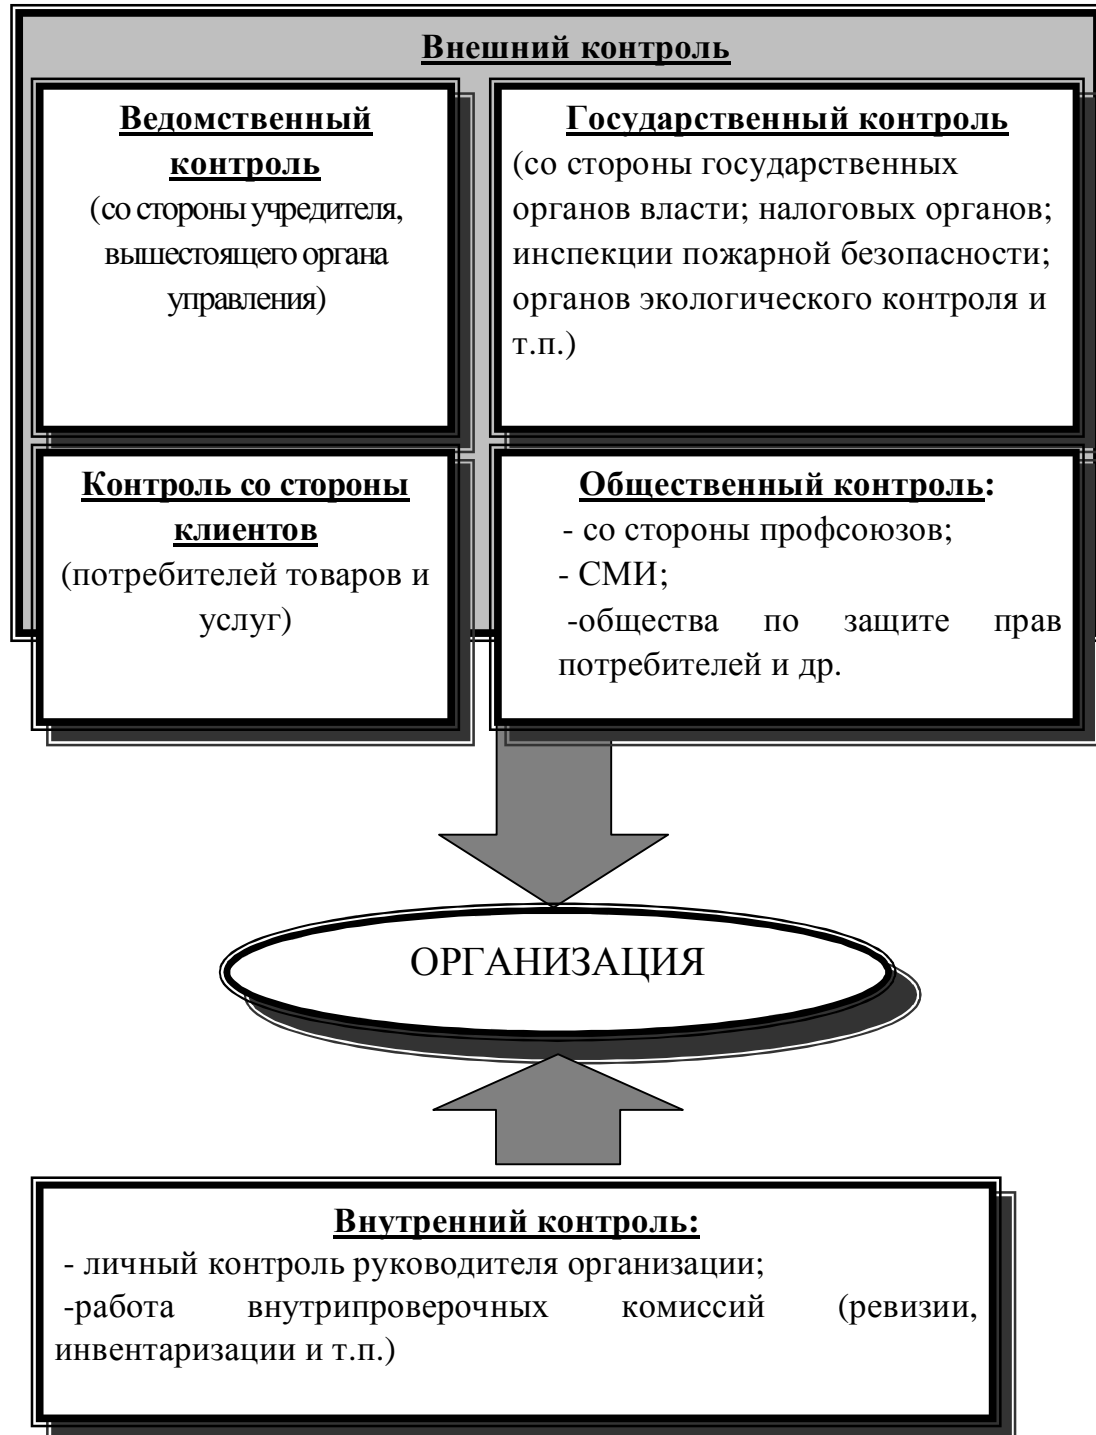 Внешний контроль
Ведомственный
контроль
(со стороны учредителя,
вышестоящего органа
управления)
Государственный контроль
(со стороны государственных
органов власти; налоговых органов;
инспекции пожарной безопасности;
органов экологического контроля и
т.п.)
Контроль со стороны
клиентов
(потребителей товаров и
услуг)
Общественный контроль:
- со стороны профсоюзов;
- СМИ;
-общества по защите прав
потребителей и др.
ОРГАНИЗАЦИЯ
Внутренний контроль:
- личный контроль руководителя организации;
-работа внутрипроверочных комиссий (ревизии,
инвентаризации и т.п.)